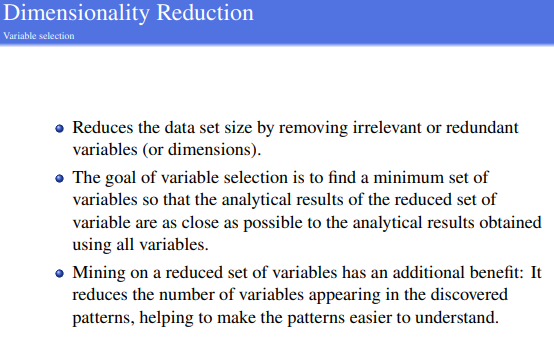 Dimensionality Reduction
Variable selection
Reduces the data set size by removing irrelevant or redundant
variables (or dimensions).
The goal of variable selection is to find a minimum set of
variables so that the analytical results of the reduced set of
variable are as close as possible to the analytical results obtained
using all variables.
Mining on a reduced set of variables has an additional benefit: It
reduces the number of variables appearing in the discovered
patterns, helping to make the patterns easier to understand.